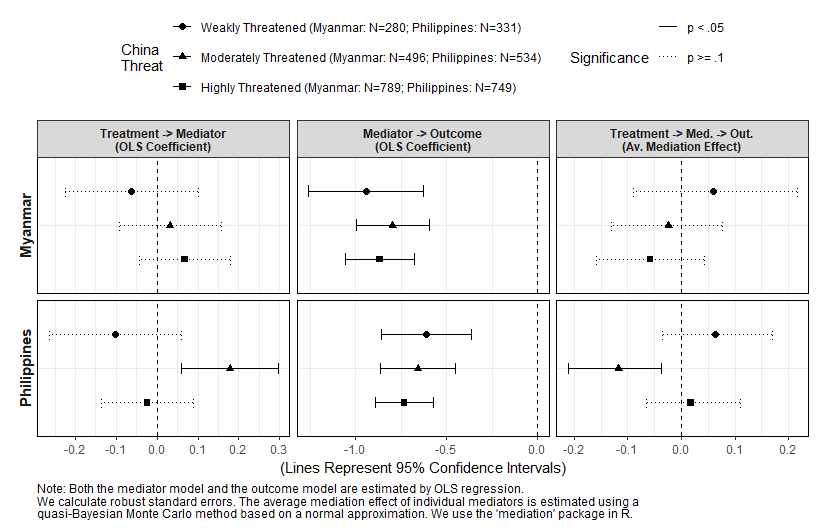 China
Threat
Weakly Threatened (Myanmar: N=280; Philippines: N=331)
Moderately Threatened (Myanmar: N=496; Philippines: N=534)
Highly Threatened (Myanmar: N=789; Philippines: N=749)
Significance
p < .05
p >= .1
Treatment -> Mediator
(OLS Coefficient)
Mediator -> Outcome
(OLS Coefficient)
Treatment -> Med. -> Out.
(Av. Mediation Effect)
Myanmar
Philippines
-0.2 -0.1 0.0 0.1 0.2 0.3
-1.0 -0.5 0.0
-0.2 -0.1 0.0 0.1 0.2
(Lines Represent 95% Confidence Intervals)
Note: Both the mediator model and the outcome model are estimated by OLS regression.
We calculate robust standard errors. The average mediation effect of individual mediators is estimated using a
quasi-Bayesian Monte Carlo method based on a normal approximation. We use the 'mediation' package in R.